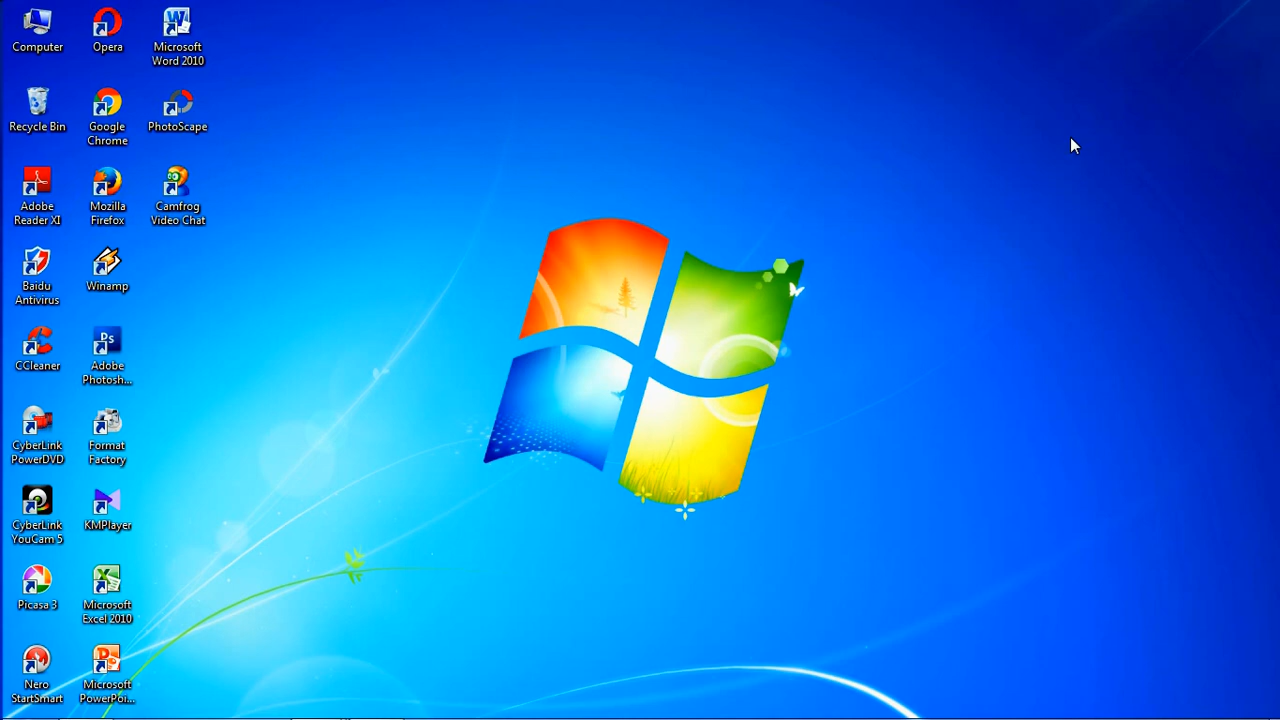 Computer
Opera
Microsoft
Word 2010
Recycle Bin
Google
Chrome
PhotoScape
Adobe
Reader XI
Mozilla
Firefox
Camfrog
Video Chat
Baidu
Antivirus
Winamp
CCleaner
Ps
Adobe
Photosh...
CyberLink
PowerDVD
Format
Factory
CyberLink
YouCam 5
KMPlayer
Picasa 3
Microsoft
Excel 2010
Nero
StartSmart
Microsoft
PowerPoi...